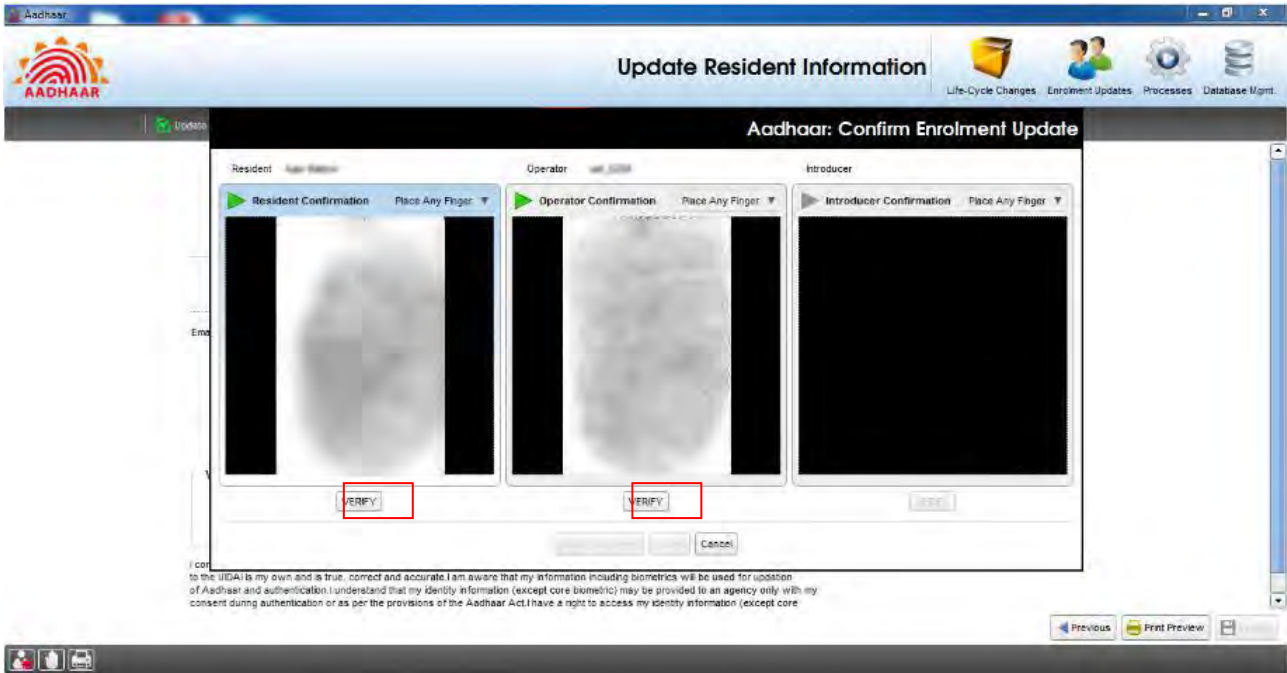 Aadhaar
AADHAAR
Update Resident Information
Life-Cycle Changes Enrolment Updates Processes Database Mgmt.
Update
Aadhaar: Confirm Enrolment Update
Resident Operator Introducer
Resident Confirmation Place Any Finger ▼ Operator Confirmation Place Any Finger ▼ Introducer Confirmation Place Any Finger ▼
Ema
VERIFY VERIFY
Cancel
I con
to the UIDAI is my own and is true, correct and accurate.I am aware that my information including biometrics will be used for updation
of Aadhaar and authentication.I understand that my identity information (except core biometric) may be provided to an agency only with my
consent during authentication or as per the provisions of the Aadhaar Act.I have a right to access my identity information (except core
Previous Print Preview